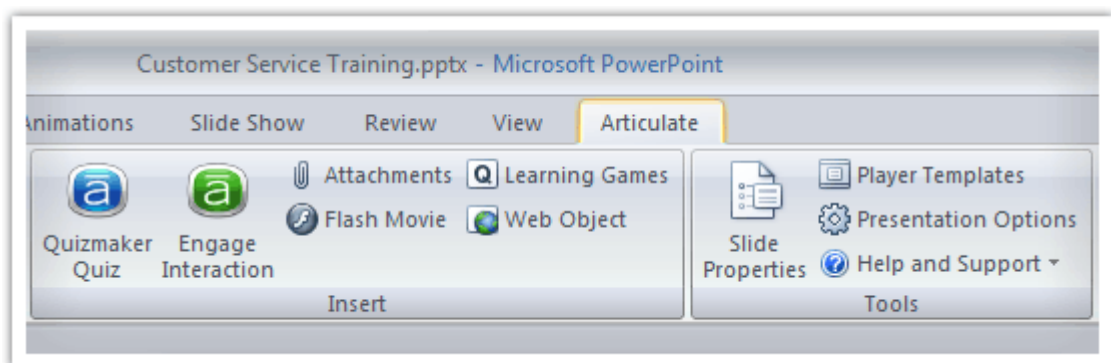 Customer Service Training.pptx - Microsoft PowerPoint
Animations Slide Show Review View Articulate
Quizmaker
Quiz
Engage
Interaction
Attachments
Flash Movie
Learning Games
Web Object
Insert
Slide
Properties
Player Templates
Presentation Options
Help and Support
Tools